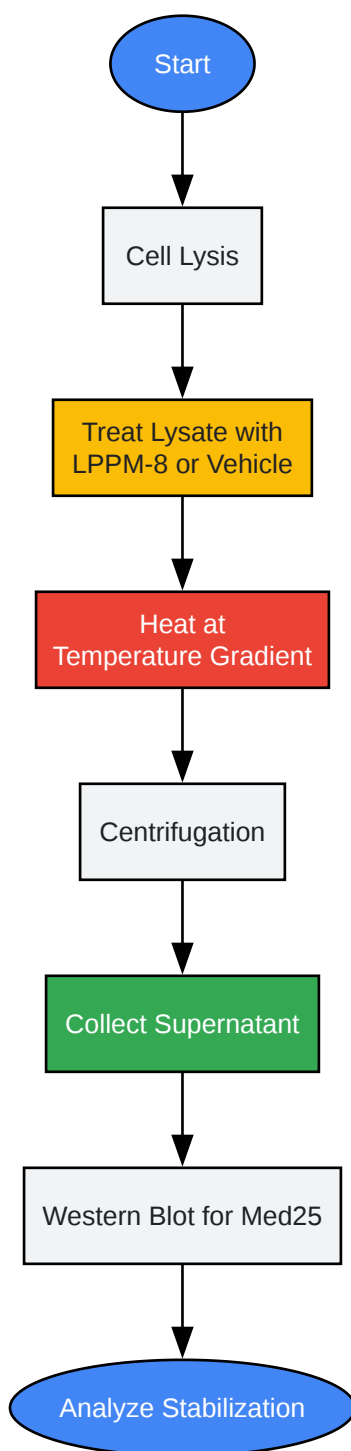 Start
Cell Lysis
Treat Lysate with
LPPM-8 or Vehicle
Heat at
Temperature Gradient
Centrifugation
Collect Supernatant
Western Blot for Med25
Analyze Stabilization